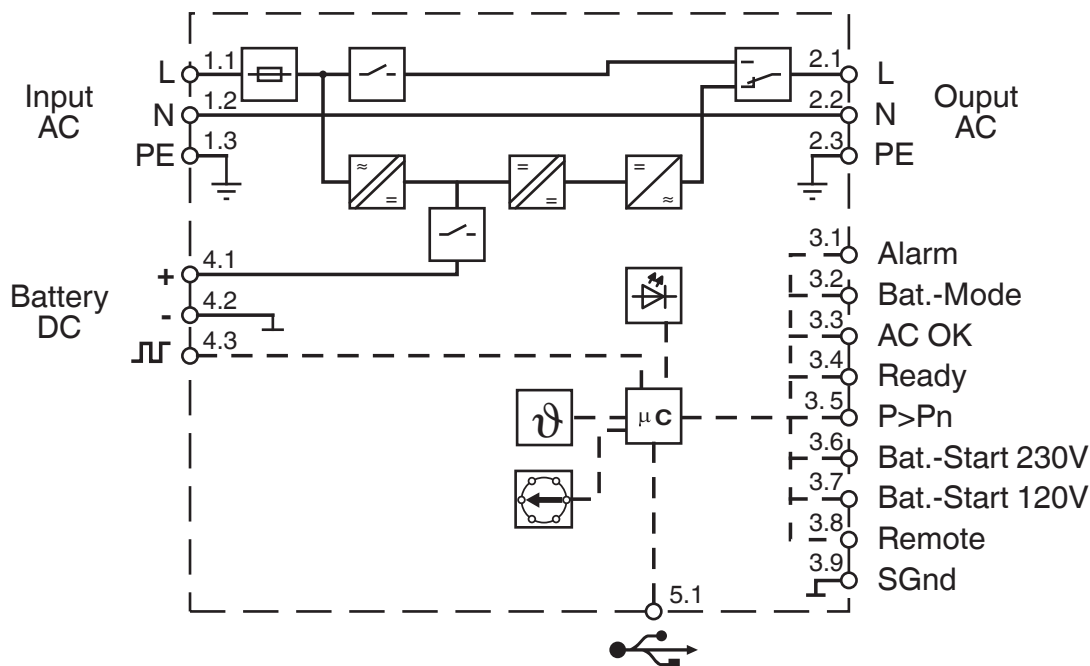 Input
AC
L
1.1
N
1.2
PE
1.3
2.1
L
2.2
N
2.3
PE
Ouput
AC
≈
=
=
=
=
≈
Battery
DC
+
4.1
-
4.2
4.3
ϑ
µC
3.1
Alarm
3.2
Bat.-Mode
3.3
AC OK
3.4
Ready
3.5
P>Pn
3.6
Bat.-Start 230V
3.7
Bat.-Start 120V
3.8
Remote
3.9
SGnd
5.1